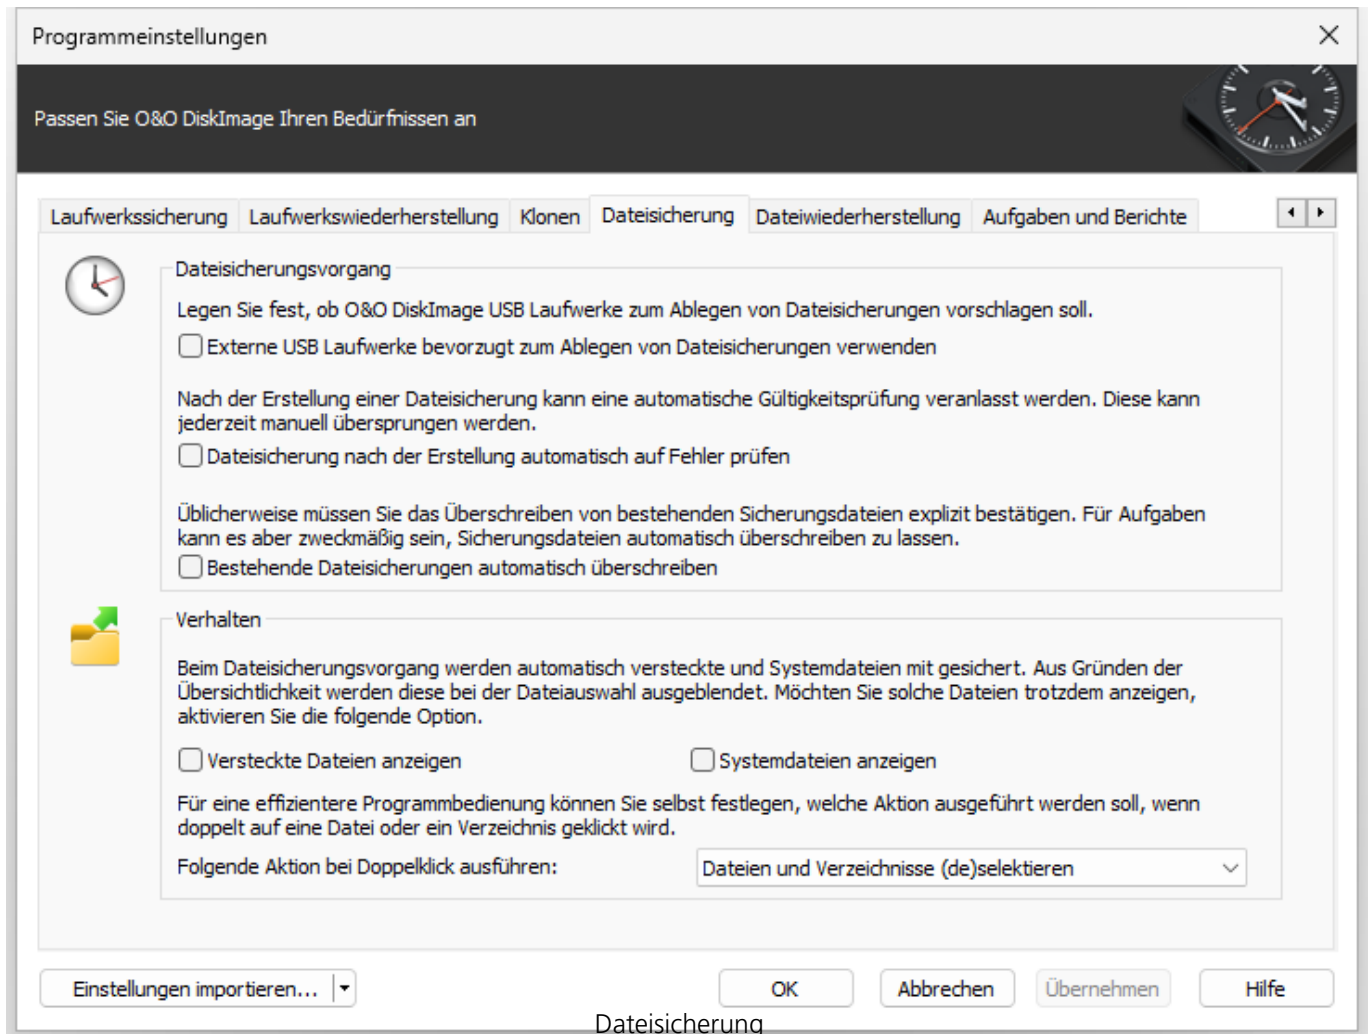 Programmeinstellungen
Passen Sie O&O DiskImage Ihren Bedürfnissen an
Laufwerkssicherung Laufwerkswiederherstellung Klonen Dateisicherung Dateiwiederherstellung Aufgaben und Berichte
Dateisicherungsvorgang
Legen Sie fest, ob O&O DiskImage USB Laufwerke zum Ablegen von Dateisicherungen vorschlagen soll.
Externe USB Laufwerke bevorzugt zum Ablegen von Dateisicherungen verwenden
Nach der Erstellung einer Dateisicherung kann eine automatische Gültigkeitsprüfung veranlasst werden. Diese kann
jederzeit manuell übersprungen werden.
Dateisicherung nach der Erstellung automatisch auf Fehler prüfen
Üblicherweise müssen Sie das Überschreiben von bestehenden Sicherungsdateien explizit bestätigen. Für Aufgaben
kann es aber zweckmäßig sein, Sicherungsdateien automatisch überschreiben zu lassen.
Bestehende Dateisicherungen automatisch überschreiben
Verhalten
Beim Dateisicherungsvorgang werden automatisch versteckte und Systemdateien mit gesichert. Aus Gründen der
Übersichtlichkeit werden diese bei der Dateiauswahl ausgeblendet. Möchten Sie solche Dateien trotzdem anzeigen,
aktivieren Sie die folgende Option.
Versteckte Dateien anzeigen Systemdateien anzeigen
Für eine effizientere Programmbedienung können Sie selbst festlegen, welche Aktion ausgeführt werden soll, wenn
doppelt auf eine Datei oder ein Verzeichnis geklickt wird.
Folgende Aktion bei Doppelklick ausführen: Dateien und Verzeichnisse (de)selektieren
Einstellungen importieren... OK Abbrechen Übernehmen Hilfe
Dateisicherung